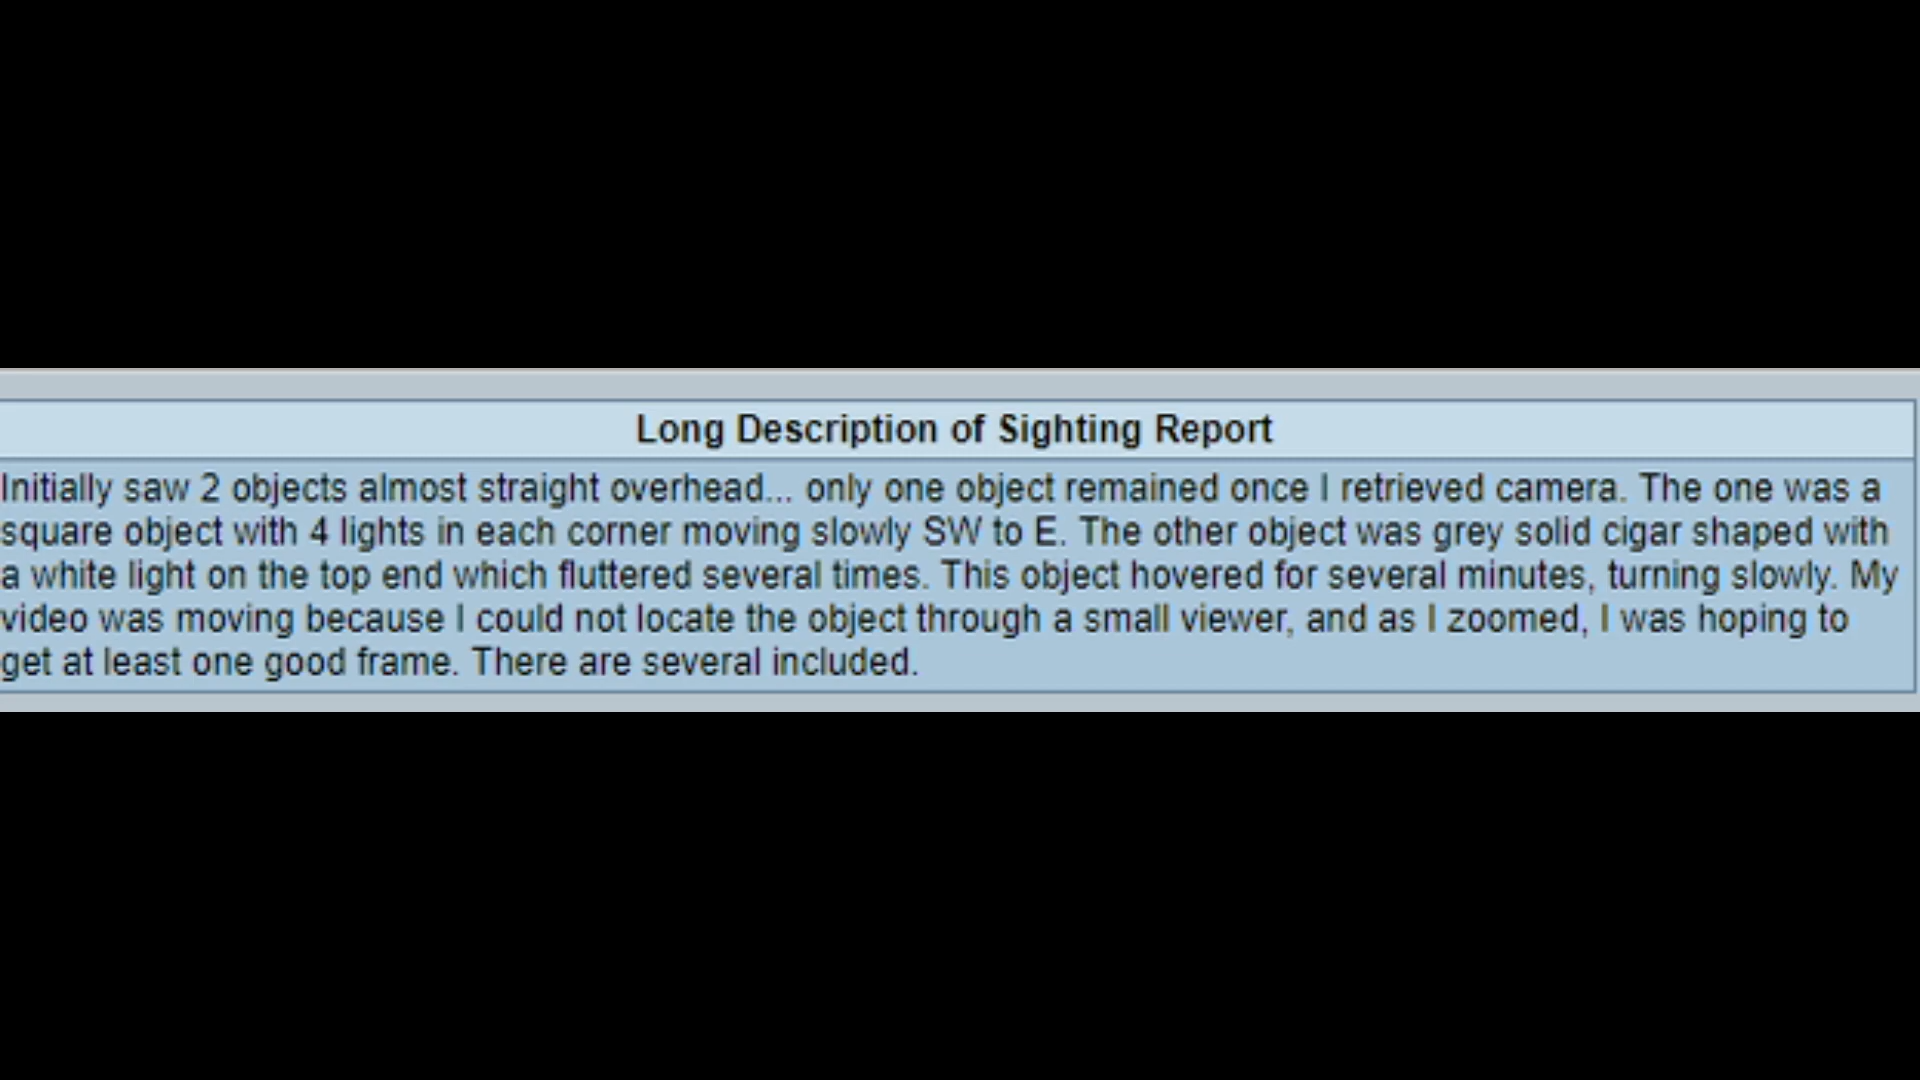 Long Description of Sighting Report
Initially saw 2 objects almost straight overhead... only one object remained once I retrieved camera. The one was a
square object with 4 lights in each corner moving slowly SW to E. The other object was grey solid cigar shaped with
a white light on the top end which fluttered several times. This object hovered for several minutes, turning slowly. My
video was moving because I could not locate the object through a small viewer, and as I zoomed, I was hoping to
get at least one good frame. There are several included.